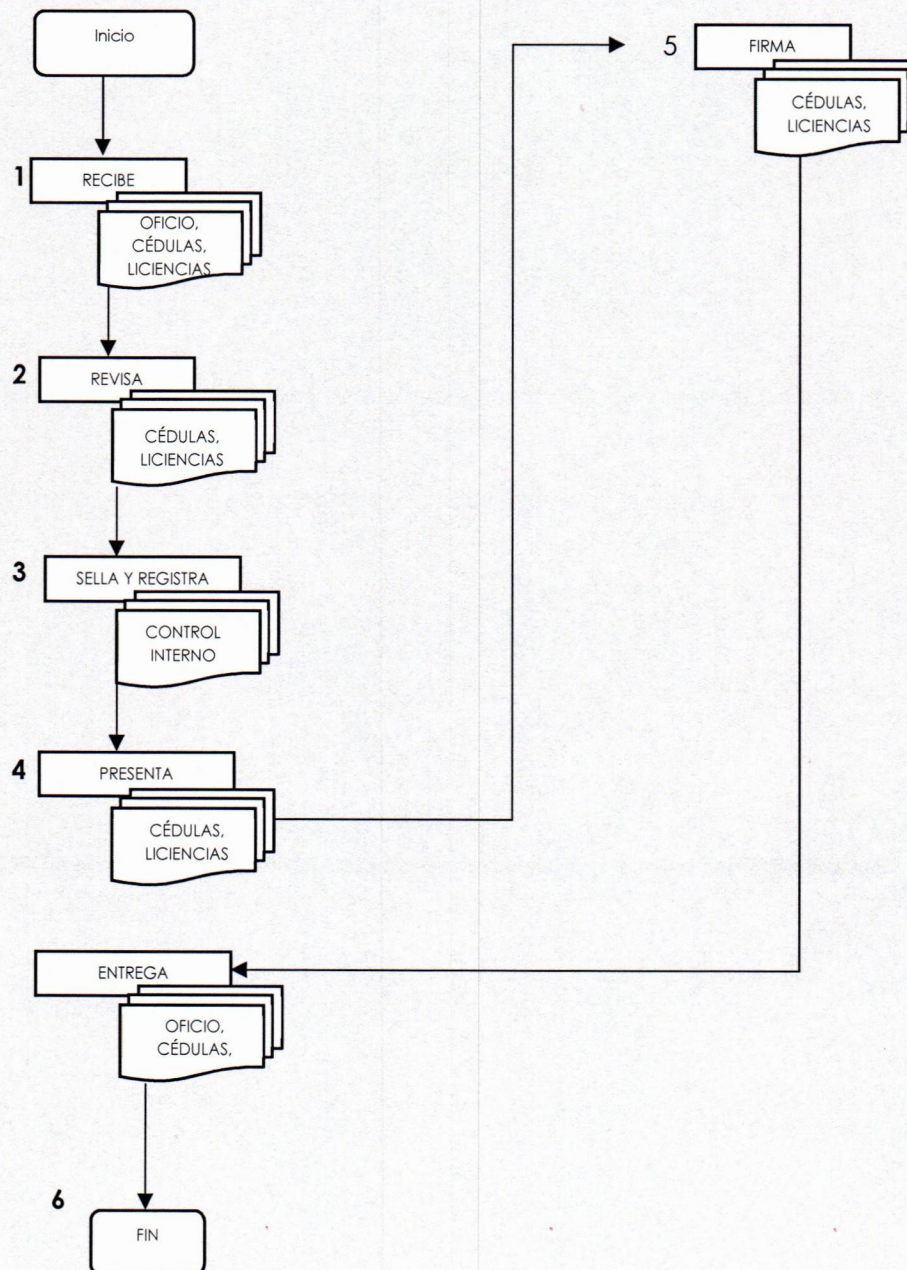 Inicio
1
RECIBE
OFICIO,
CÉDULAS,
LICIENCIAS
2
REVISA
CÉDULAS,
LICIENCIAS
3
SELLA Y REGISTRA
CONTROL
INTERNO
4
PRESENTA
CÉDULAS,
LICIENCIAS
5
FIRMA
CÉDULAS,
LICIENCIAS
ENTREGA
OFICIO,
CÉDULAS,
6
FIN